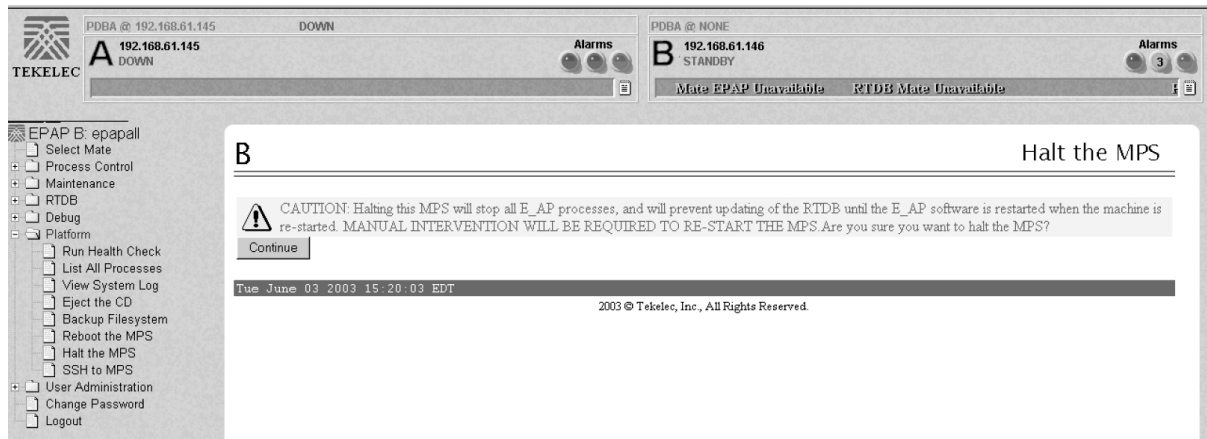 PDBA @ 192.168.61.145 DOWN
A 192.168.61.145
DOWN
Alarms
TEKELEC
PDBA @ NONE
B 192.168.61.146
STANDBY
Alarms
3
Mate EPAP Unavailable RTDB Mate Unavailable
EPAP B: epapall
Select Mate
Process Control
Maintenance
RTDB
Debug
Platform
Run Health Check
List All Processes
View System Log
Eject the CD
Backup Filesystem
Reboot the MPS
Halt the MPS
SSH to MPS
User Administration
Change Password
Logout
B Halt the MPS
CAUTION: Halting this MPS will stop all E_AP processes, and will prevent updating of the RTDB until the E_AP software is restarted when the machine is
re-started. MANUAL INTERVENTION WILL BE REQUIRED TO RE-START THE MPS.Are you sure you want to halt the MPS?
Continue
Tue June 03 2003 15:20:03 EDT
2003 © Tekelec, Inc., All Rights Reserved.